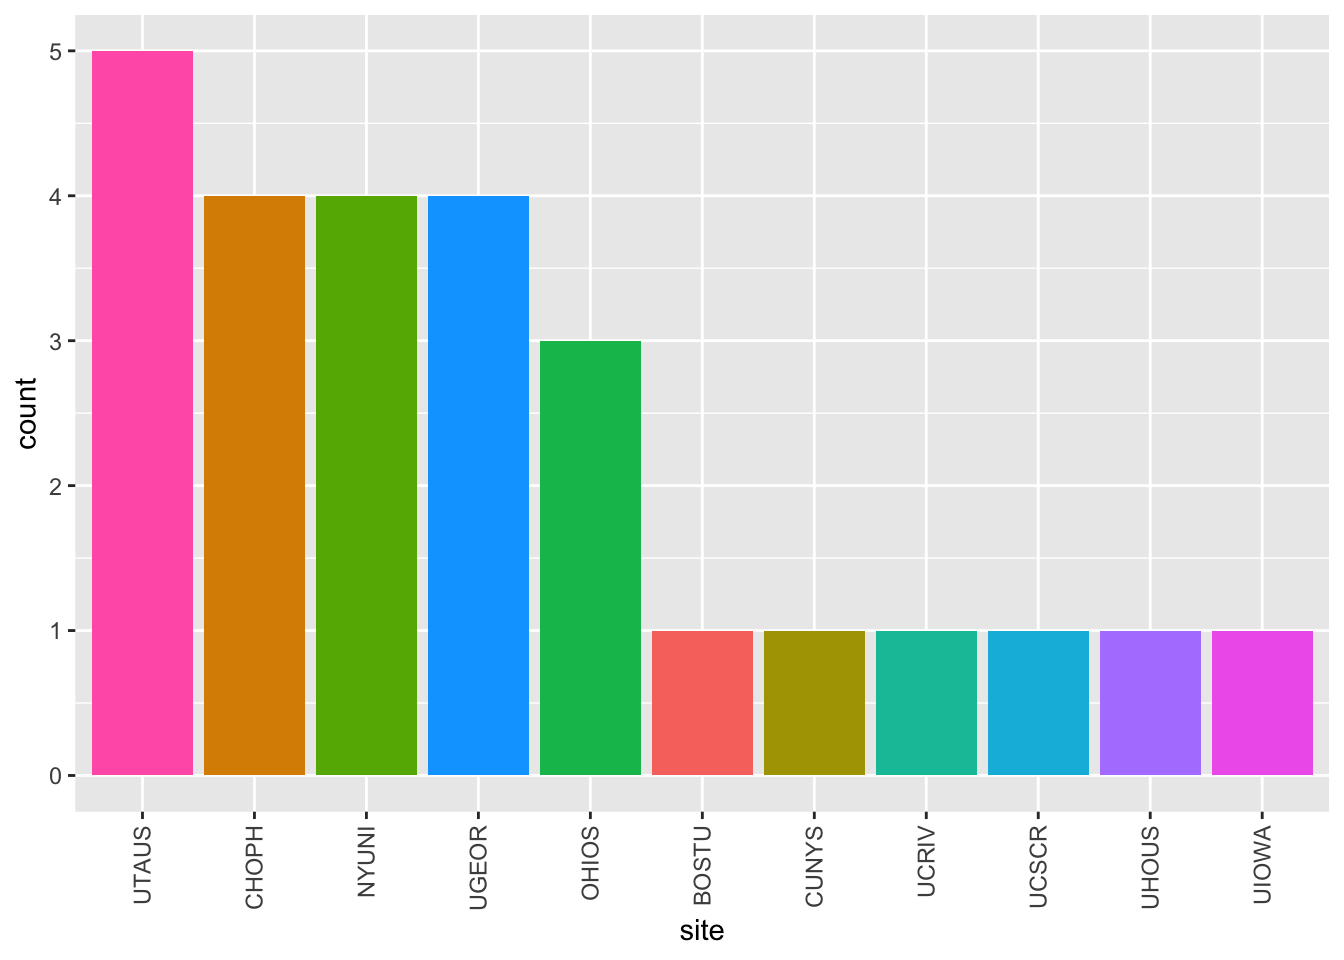 5
4
3
2
1
0
count
UTAUS
CHOPH
NYUNI
UGEOR
OHIOS
BOSTU
CUNYS
UCRIV
UCSCR
UHOUS
UIOWA
site